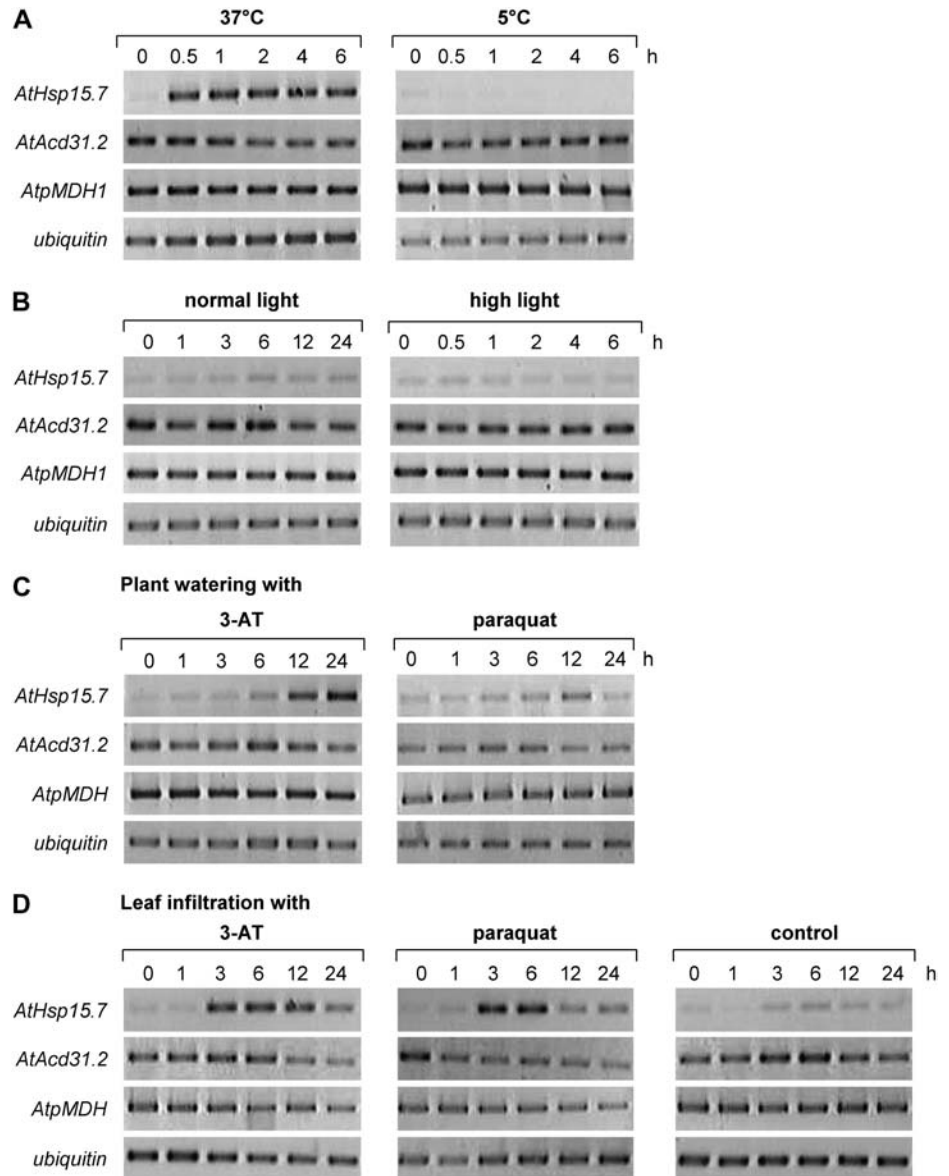 A 37°C 5°C
0 0.5 1 2 4 6 0 0.5 1 2 4 6 h
AtHsp15.7
AtAcd31.2
AtpMDH1
ubiquitin
B normal light high light
0 1 3 6 12 24 0 0.5 1 2 4 6 h
AtHsp15.7
AtAcd31.2
AtpMDH1
ubiquitin
C Plant watering with
3-AT paraquat
0 1 3 6 12 24 0 1 3 6 12 24 h
AtHsp15.7
AtAcd31.2
AtpMDH
ubiquitin
D Leaf infiltration with
3-AT paraquat control
0 1 3 6 12 24 0 1 3 6 12 24 0 1 3 6 12 24 h
AtHsp15.7
AtAcd31.2
AtpMDH
ubiquitin